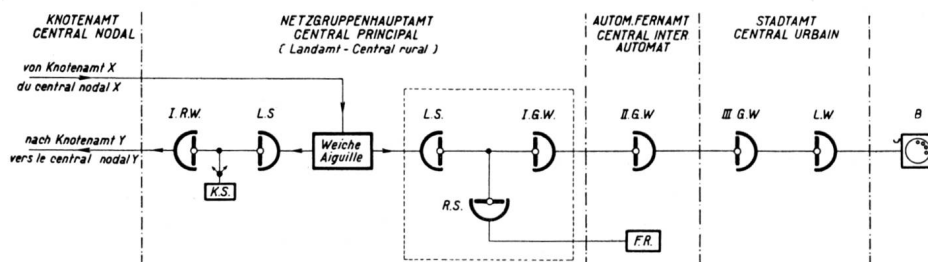 KNOTENAMT
CENTRAL NODAL
NETZGRUPPENHAUPTAMT
CENTRAL PRINCIPAL
( Landamt - Central rural )
AUTOM. FERNAMT
CENTRAL INTER
AUTOMAT
STADTAMT
CENTRAL URBAIN
von Knotenamt X
du central nodal X
I.R.W.
L.S
L.S.
I.G.W.
II G.W
III G.W
L.W
B
nach Knotenamt Y
vers le central nodal Y
Weiche
Aiguille
K.S.
R.S.
F.R.